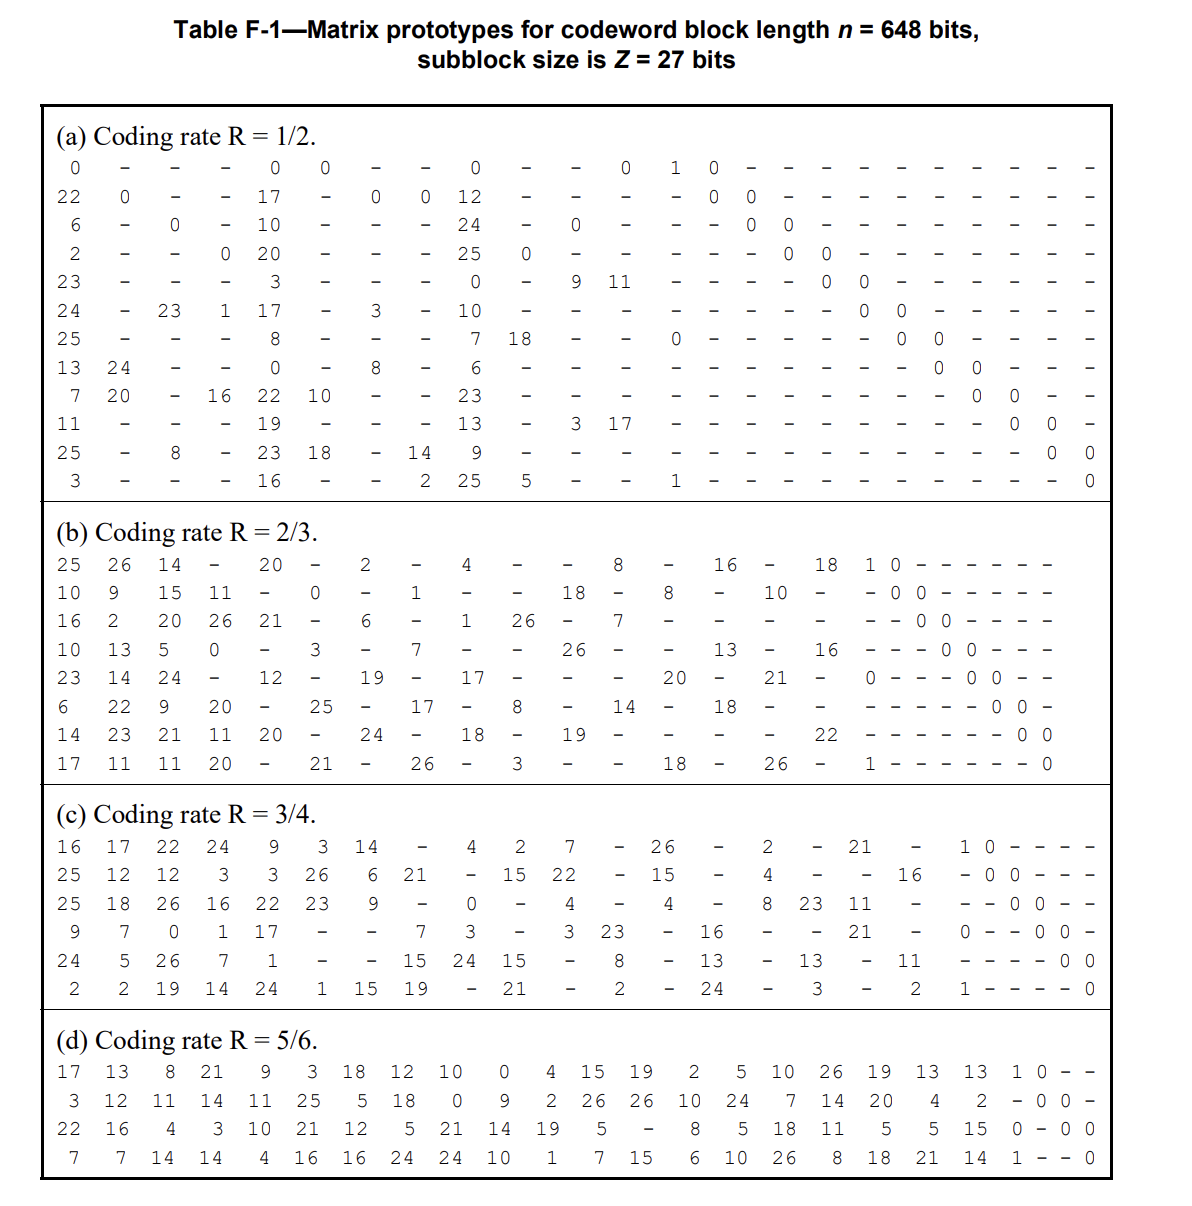 Table F-1—Matrix prototypes for codeword block length n = 648 bits,
subblock size is Z = 27 bits
(a) Coding rate R = 1/2.
0 - - - 0 0 - - 0 - - 0 1 0 - - - - - - - - - -
22 0 - - 17 - 0 0 12 - - - - 0 0 - - - - - - - - -
6 - 0 - 10 - - - 24 - 0 - - - 0 0 - - - - - - - -
2 - - 0 20 - - - 25 0 - - - - - 0 0 - - - - - - -
23 - - - 3 - - - 0 - 9 11 - - - - 0 0 - - - - - -
24 - 23 1 17 - 3 - 10 - - - - - - - - 0 0 - - - - -
25 - - - 8 - - - 7 18 - - 0 - - - - - 0 0 - - - -
13 24 - - 0 - 8 - 6 - - - - - - - - - - 0 0 - - -
7 20 - 16 22 10 - - 23 - - - - - - - - - - - 0 0 - -
11 - - - 19 - - - 13 - 3 17 - - - - - - - - - 0 0 -
25 - 8 - 23 18 - 14 9 - - - - - - - - - - - - - 0 0
3 - - - 16 - - 2 25 5 - - 1 - - - - - - - - - - 0
(b) Coding rate R = 2/3.
25 26 14 - 20 - 2 - 4 - - 8 - 16 - 18 1 0 - - - - - -
10 9 15 11 - 0 - 1 - - 18 - 8 - 10 - - 0 0 - - - - -
16 2 20 26 21 - 6 - 1 26 - 7 - - - - - - 0 0 - - - -
10 13 5 0 - 3 - 7 - - 26 - - 13 - 16 - - - 0 0 - - -
23 14 24 - 12 - 19 - 17 - - - 20 - 21 - 0 - - - 0 0 - -
6 22 9 20 - 25 - 17 - 8 - 14 - 18 - - - - - - - 0 0 -
14 23 21 11 20 - 24 - 18 - 19 - - - - 22 - - - - - - 0 0
17 11 11 20 - 21 - 26 - 3 - - 18 - 26 - 1 - - - - - - 0
(c) Coding rate R = 3/4.
16 17 22 24 9 3 14 - 4 2 7 - 26 - 2 - 21 - 1 0 - - - -
25 12 12 3 3 26 6 21 - 15 22 - 15 - 4 - - 16 - 0 0 - - -
25 18 26 16 22 23 9 - 0 - 4 - 4 - 8 23 11 - - - 0 0 - -
9 7 0 1 17 - - 7 3 - 3 23 - 16 - - 21 - 0 - - 0 0 -
24 5 26 7 1 - - 15 24 15 - 8 - 13 - 13 - 11 - - - - 0 0
2 2 19 14 24 1 15 19 - 21 - 2 - 24 - 3 - 2 1 - - - - 0
(d) Coding rate R = 5/6.
17 13 8 21 9 3 18 12 10 0 4 15 19 2 5 10 26 19 13 13 1 0 - -
3 12 11 14 11 25 5 18 0 9 2 26 26 10 24 7 14 20 4 2 - 0 0 -
22 16 4 3 10 21 12 5 21 14 19 5 - 8 5 18 11 5 5 15 0 - 0 0
7 7 14 14 4 16 16 24 24 10 1 7 15 6 10 26 8 18 21 14 1 - - 0